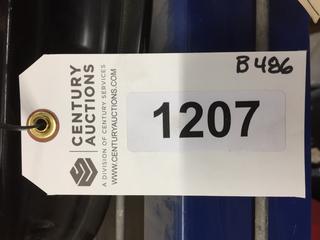 B486
CENTURY
AUCTIONS
A DIVISION OF CENTURY SERVICES
WWW.CENTURYAUCTIONS.COM
1207